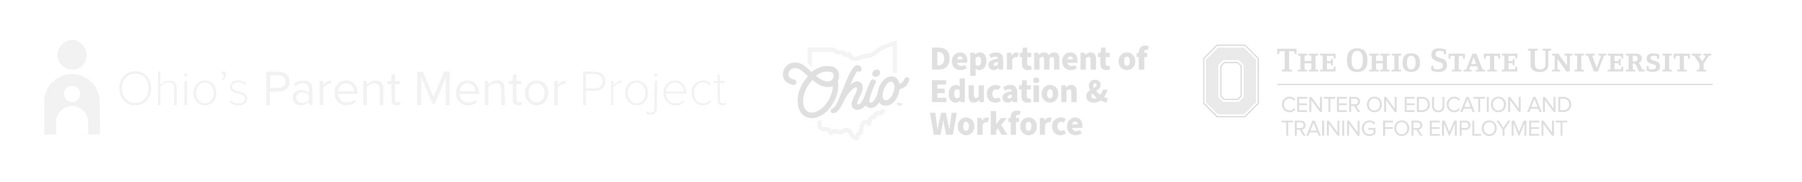 Ohio's Parent Mentor Project
Ohio
Department of
Education &
Workforce
THE OHIO STATE UNIVERSITY
CENTER ON EDUCATION AND
TRAINING FOR EMPLOYMENT